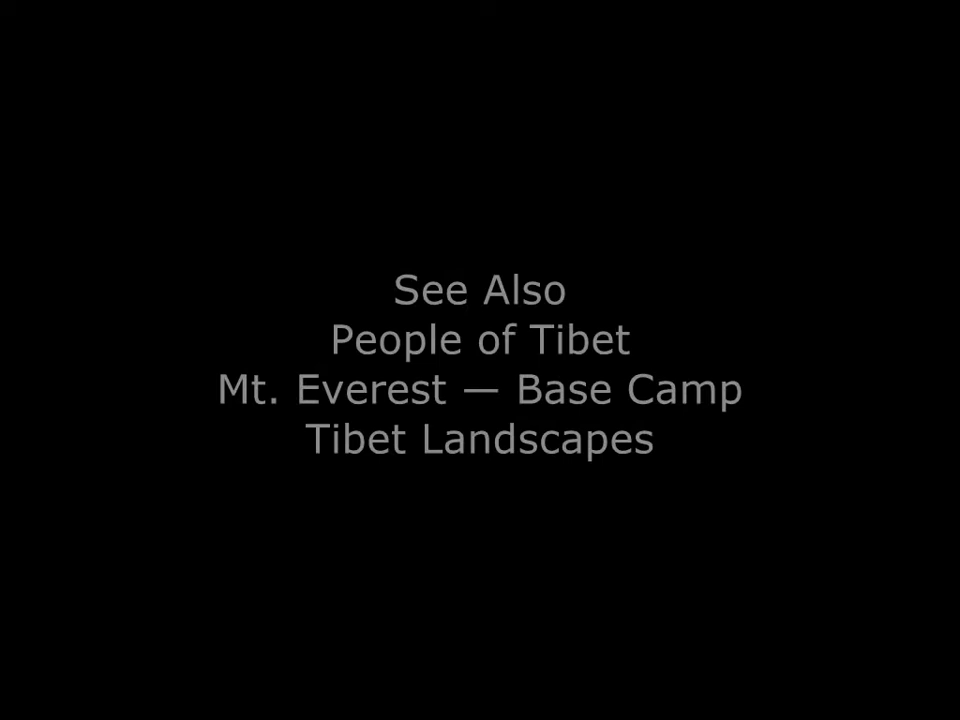 See Also
People of Tibet
Mt. Everest — Base Camp
Tibet Landscapes